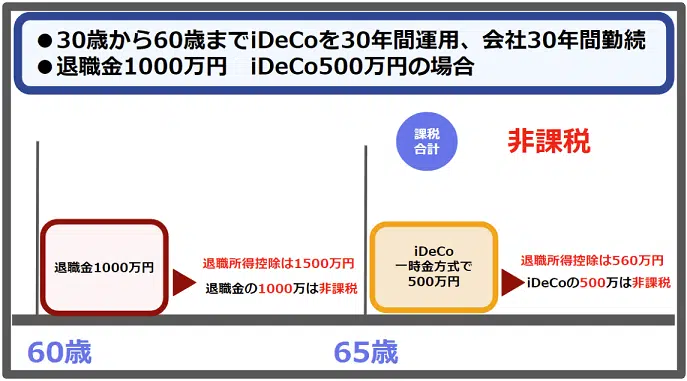 ●30歳から60歳までiDeCoを30年間運用、会社30年間勤続
●退職金1000万円　iDeCo500万円の場合
課税
合計
非課税
退職金1000万円
退職所得控除は1500万円
退職金の1000万は非課税
iDeCo
一時金方式で
500万円
退職所得控除は560万円
iDeCoの500万は非課税
60歳
65歳